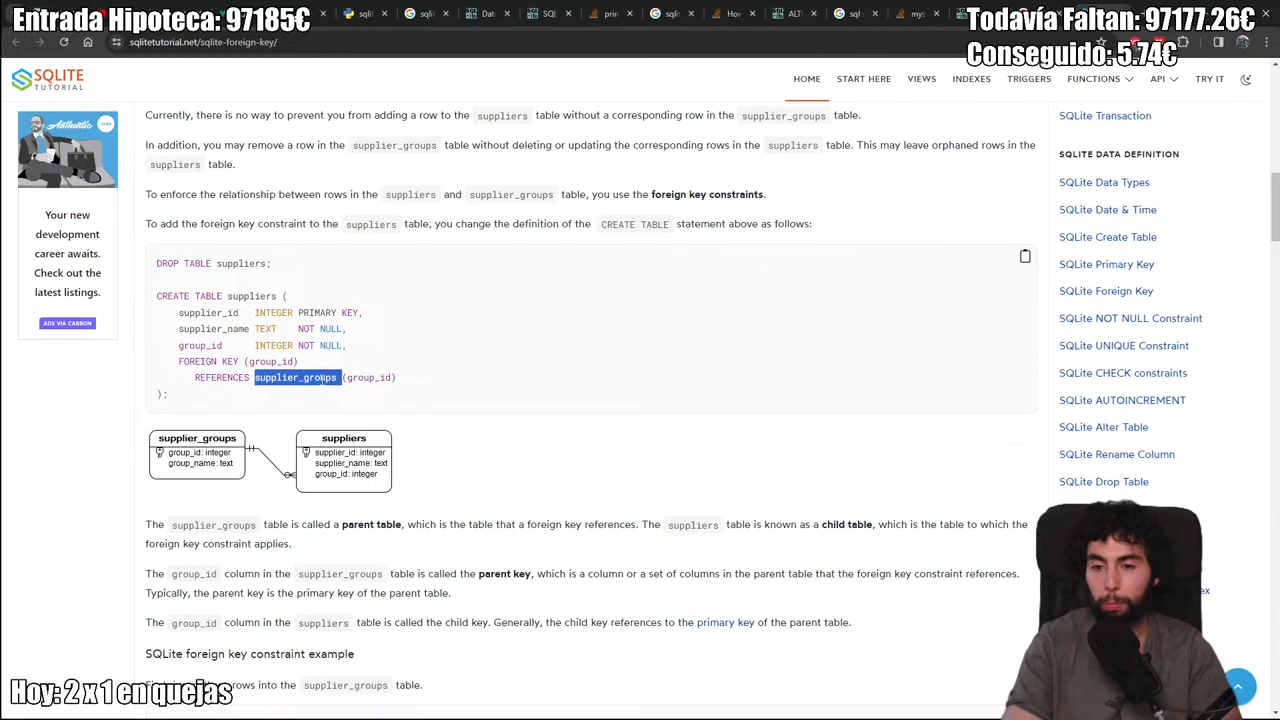 Entrada Hipoteca: 97185€
Todavía Faltan: 97177.26€
Conseguido: 5.74€
sqlitetutorial.net/sqlite-foreign-key/
SQLITE
TUTORIAL
HOME START HERE VIEWS INDEXES TRIGGERS FUNCTIONS API TRY IT
Currently, there is no way to prevent you from adding a row to the suppliers table without a corresponding row in the supplier_groups table.
In addition, you may remove a row in the supplier_groups table without deleting or updating the corresponding rows in the suppliers table. This may leave orphaned rows in the
suppliers table.
To enforce the relationship between rows in the suppliers and supplier_groups table, you use the foreign key constraints.
To add the foreign key constraint to the suppliers table, you change the definition of the CREATE TABLE statement above as follows:
DROP TABLE suppliers;
CREATE TABLE suppliers (
supplier_id INTEGER PRIMARY KEY,
supplier_name TEXT NOT NULL,
group_id INTEGER NOT NULL,
FOREIGN KEY (group_id)
REFERENCES supplier_groups (group_id)
);
supplier_groups
group_id: integer
group_name: text
suppliers
supplier_id: integer
supplier_name: text
group_id: integer
The supplier_groups table is called a parent table, which is the table that a foreign key references. The suppliers table is known as a child table, which is the table to which the
foreign key constraint applies.
The group_id column in the supplier_groups table is called the parent key, which is a column or a set of columns in the parent table that the foreign key constraint references.
Typically, the parent key is the primary key of the parent table.
The group_id column in the suppliers table is called the child key. Generally, the child key references to the primary key of the parent table.
SQLite foreign key constraint example
rows into the supplier_groups table.
Authentic
Your new
development
career awaits.
Check out the
latest listings.
ADS VIA CARBON
SQLite Transaction
SQLITE DATA DEFINITION
SQLite Data Types
SQLite Date & Time
SQLite Create Table
SQLite Primary Key
SQLite Foreign Key
SQLite NOT NULL Constraint
SQLite UNIQUE Constraint
SQLite CHECK constraints
SQLite AUTOINCREMENT
SQLite Alter Table
SQLite Rename Column
SQLite Drop Table
Hoy: 2 x 1 en quejas